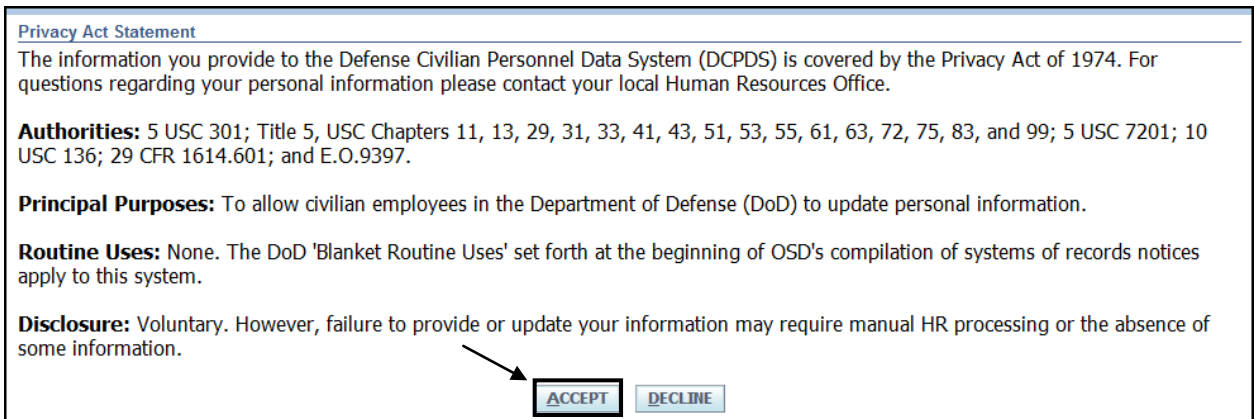 Privacy Act Statement
The information you provide to the Defense Civilian Personnel Data System (DCPDS) is covered by the Privacy Act of 1974. For
questions regarding your personal information please contact your local Human Resources Office.
Authorities: 5 USC 301; Title 5, USC Chapters 11, 13, 29, 31, 33, 41, 43, 51, 53, 55, 61, 63, 72, 75, 83, and 99; 5 USC 7201; 10
USC 136; 29 CFR 1614.601; and E.O.9397.
Principal Purposes: To allow civilian employees in the Department of Defense (DoD) to update personal information.
Routine Uses: None. The DoD 'Blanket Routine Uses' set forth at the beginning of OSD's compilation of systems of records notices
apply to this system.
Disclosure: Voluntary. However, failure to provide or update your information may require manual HR processing or the absence of
some information.
ACCEPT DECLINE